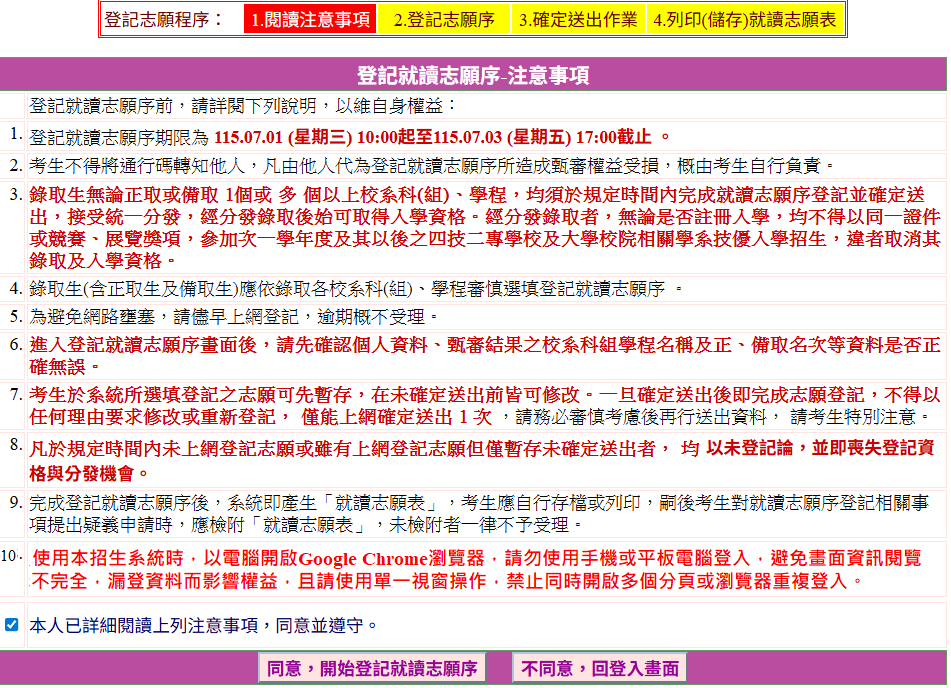 登記志願程序： 1.閱讀注意事項 2.登記志願序 3.確定送出作業 4.列印(儲存)就讀志願表
登記就讀志願序-注意事項
登記就讀志願序前，請詳閱下列說明，以維自身權益：
1. 登記就讀志願序期限為 115.07.01 (星期三) 10:00起至115.07.03 (星期五) 17:00截止 。
2. 考生不得將通行碼轉知他人，凡由他人代為登記就讀志願序所造成甄審權益受損，概由考生自行負責。
3. 錄取生無論正取或備取 1個或 多 個以上校系科(組)、學程，均須於規定時間內完成就讀志願序登記並確定送
出，接受統一分發，經分發錄取後始可取得入學資格。經分發錄取者，無論是否註冊入學，均不得以同一證件
或競賽、展覽獎項，參加次一學年度及其以後之四技二專學校及大學校院相關學系技優入學招生，違者取消其
錄取及入學資格。
4. 錄取生(含正取生及備取生)應依錄取各校系科(組)、學程審慎選填登記就讀志願序 。
5. 為避免網路壅塞，請儘早上網登記，逾期概不受理。
6. 進入登記就讀志願序畫面後，請先確認個人資料、甄審結果之校系科組學程名稱及正、備取名次等資料是否正
確無誤。
7. 考生於系統所選填登記之志願可先暫存，在未確定送出前皆可修改。一旦確定送出後即完成志願登記，不得以
任何理由要求修改或重新登記， 僅能上網確定送出 1 次 ，請務必審慎考慮後再行送出資料， 請考生特別注意。
8. 凡於規定時間內未上網登記志願或雖有上網登記志願但僅暫存未確定送出者， 均 以未登記論，並即喪失登記資
格與分發機會。
9. 完成登記就讀志願序後，系統即產生「就讀志願表」，考生應自行存檔或列印，嗣後考生對就讀志願序登記相關事
項提出疑義申請時，應檢附「就讀志願表」，未檢附者一律不予受理。
10. 使用本招生系統時，以電腦開啟Google Chrome瀏覽器，請勿使用手機或平板電腦登入，避免畫面資訊閱覽
不完全，漏登資料而影響權益，且請使用單一視窗操作，禁止同時開啟多個分頁或瀏覽器重複登入。
本人已詳細閱讀上列注意事項，同意並遵守。
同意，開始登記就讀志願序 不同意，回登入畫面